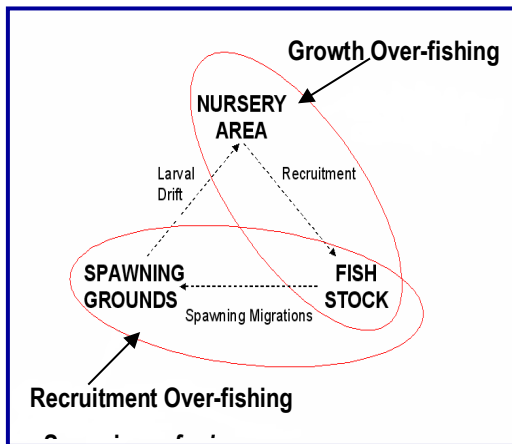 Growth Over-fishing
NURSERY
AREA
Larval
Drift
Recruitment
SPAWNING
GROUNDS
FISH
STOCK
Spawning Migrations
Recruitment Over-fishing